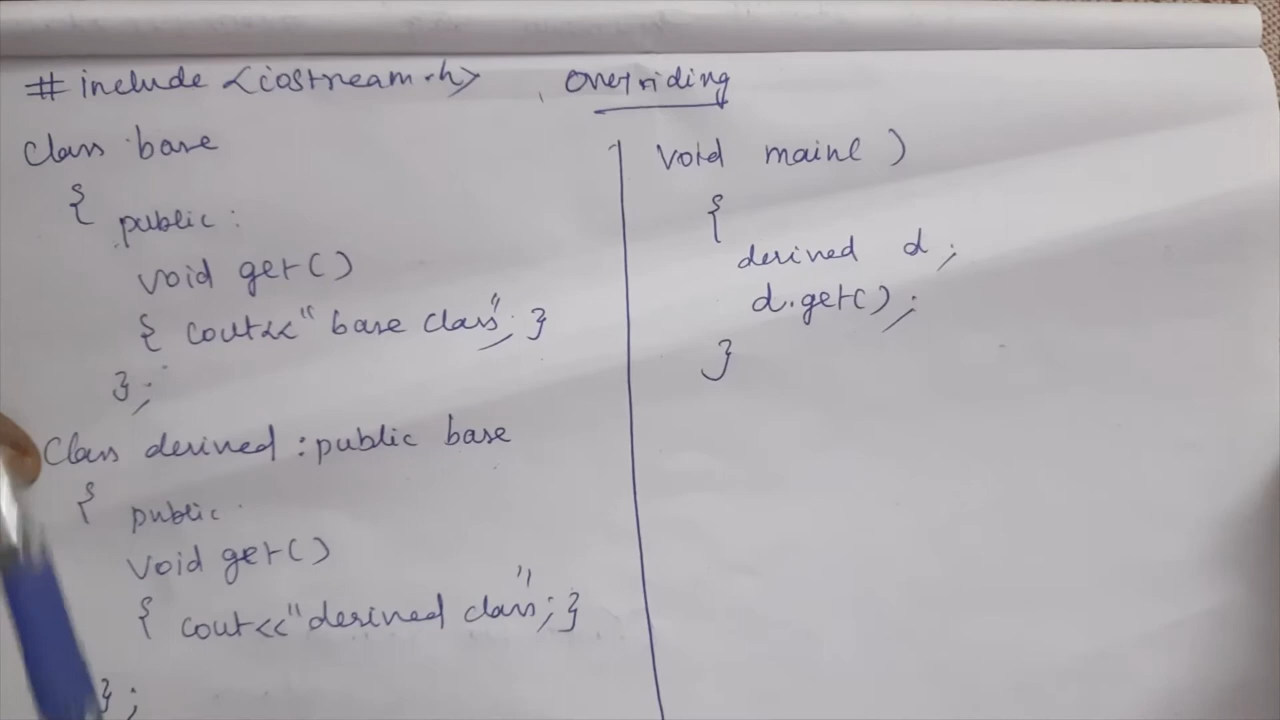 # include <iostream.h>
overriding
Class base
{
public:
void get()
{ cout<<"base class"; }
};
Class derived : public base
{ public
void get()
{ cout<<"derived class"; }
};
void main( )
{
derived d;
d.get();
}